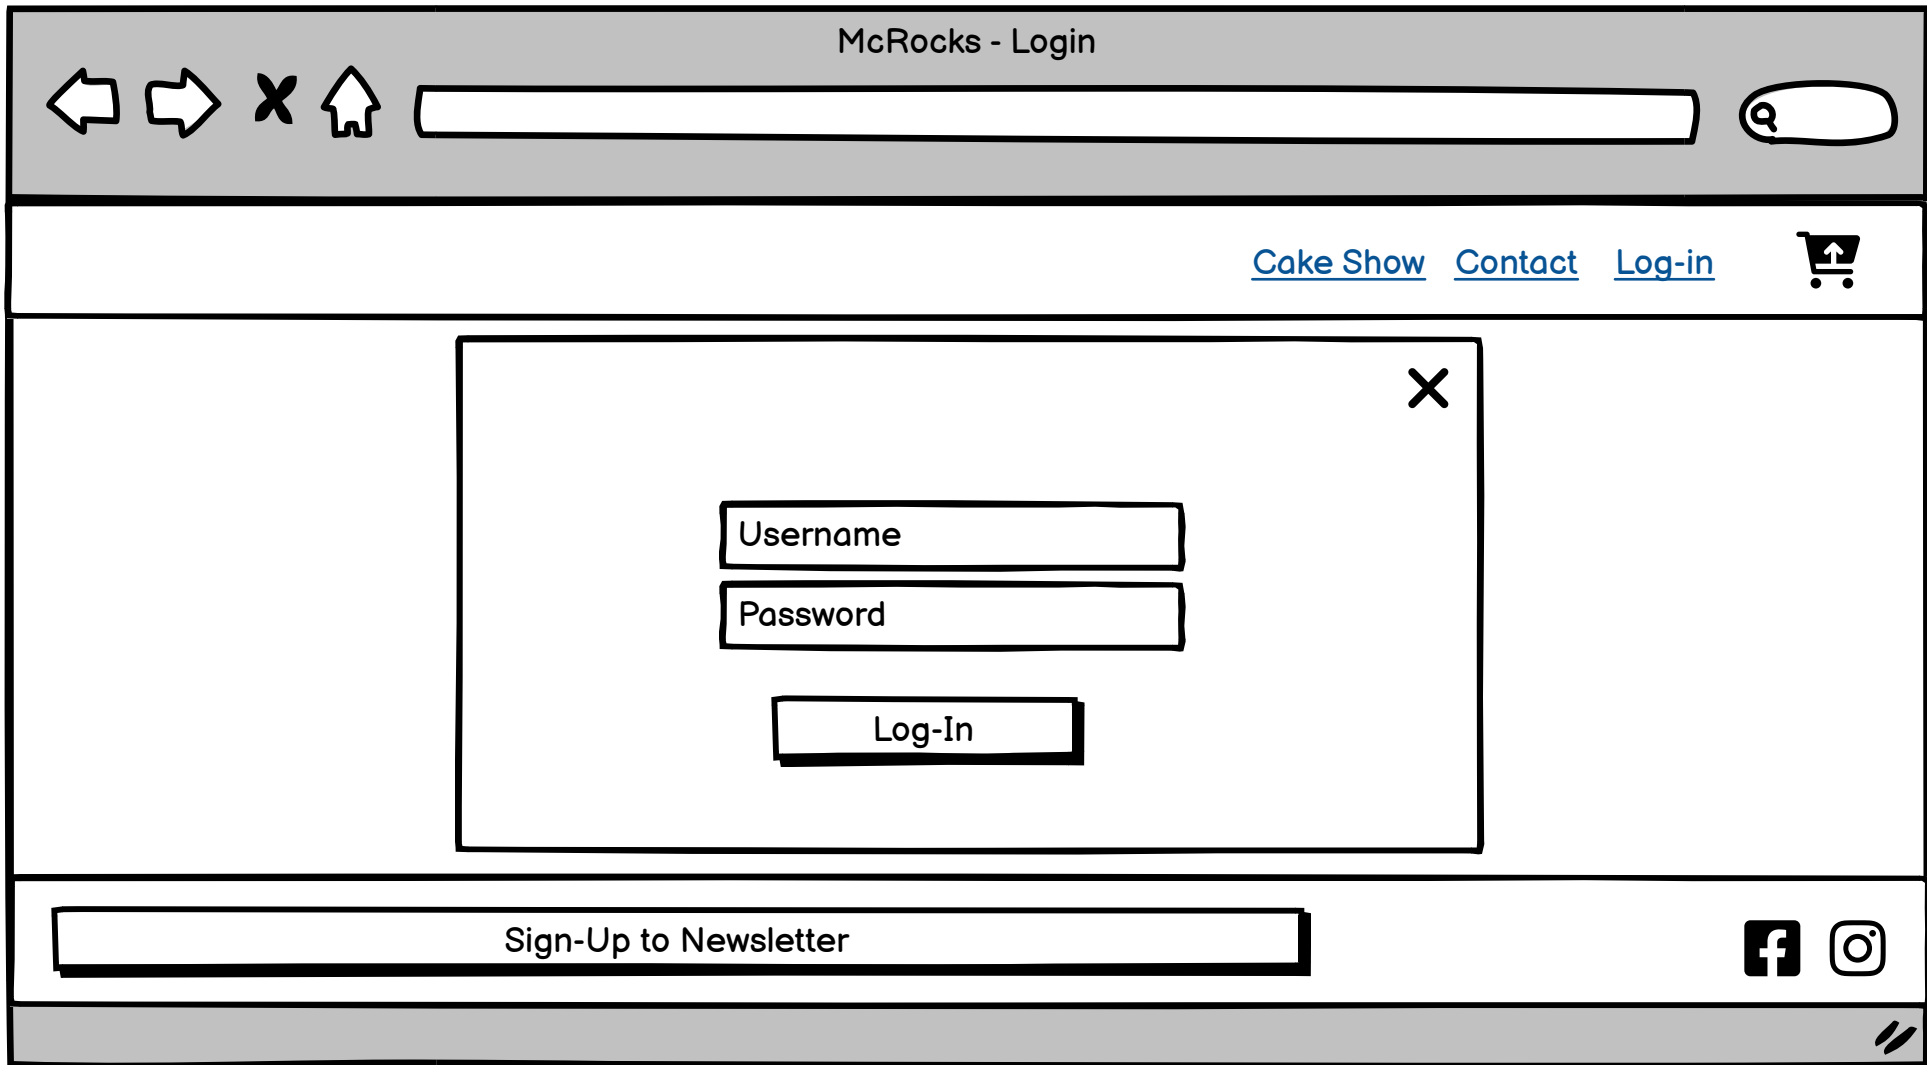 McRocks - Login
Cake Show Contact Log-in
Username
Password
Log-In
Sign-Up to Newsletter